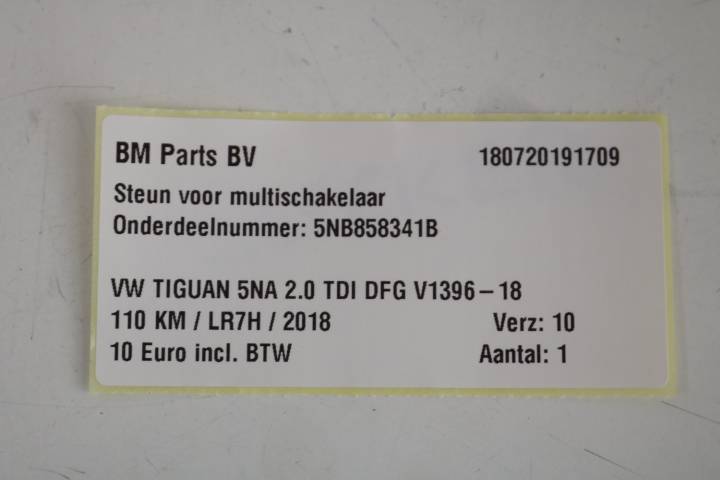 BM Parts BV 180720191709
Steun voor multischakelaar
Onderdeelnummer: 5NB858341B
VW TIGUAN 5NA 2.0 TDI DFG V1396-18
110 KM / LR7H / 2018 Verz: 10
10 Euro incl. BTW Aantal: 1